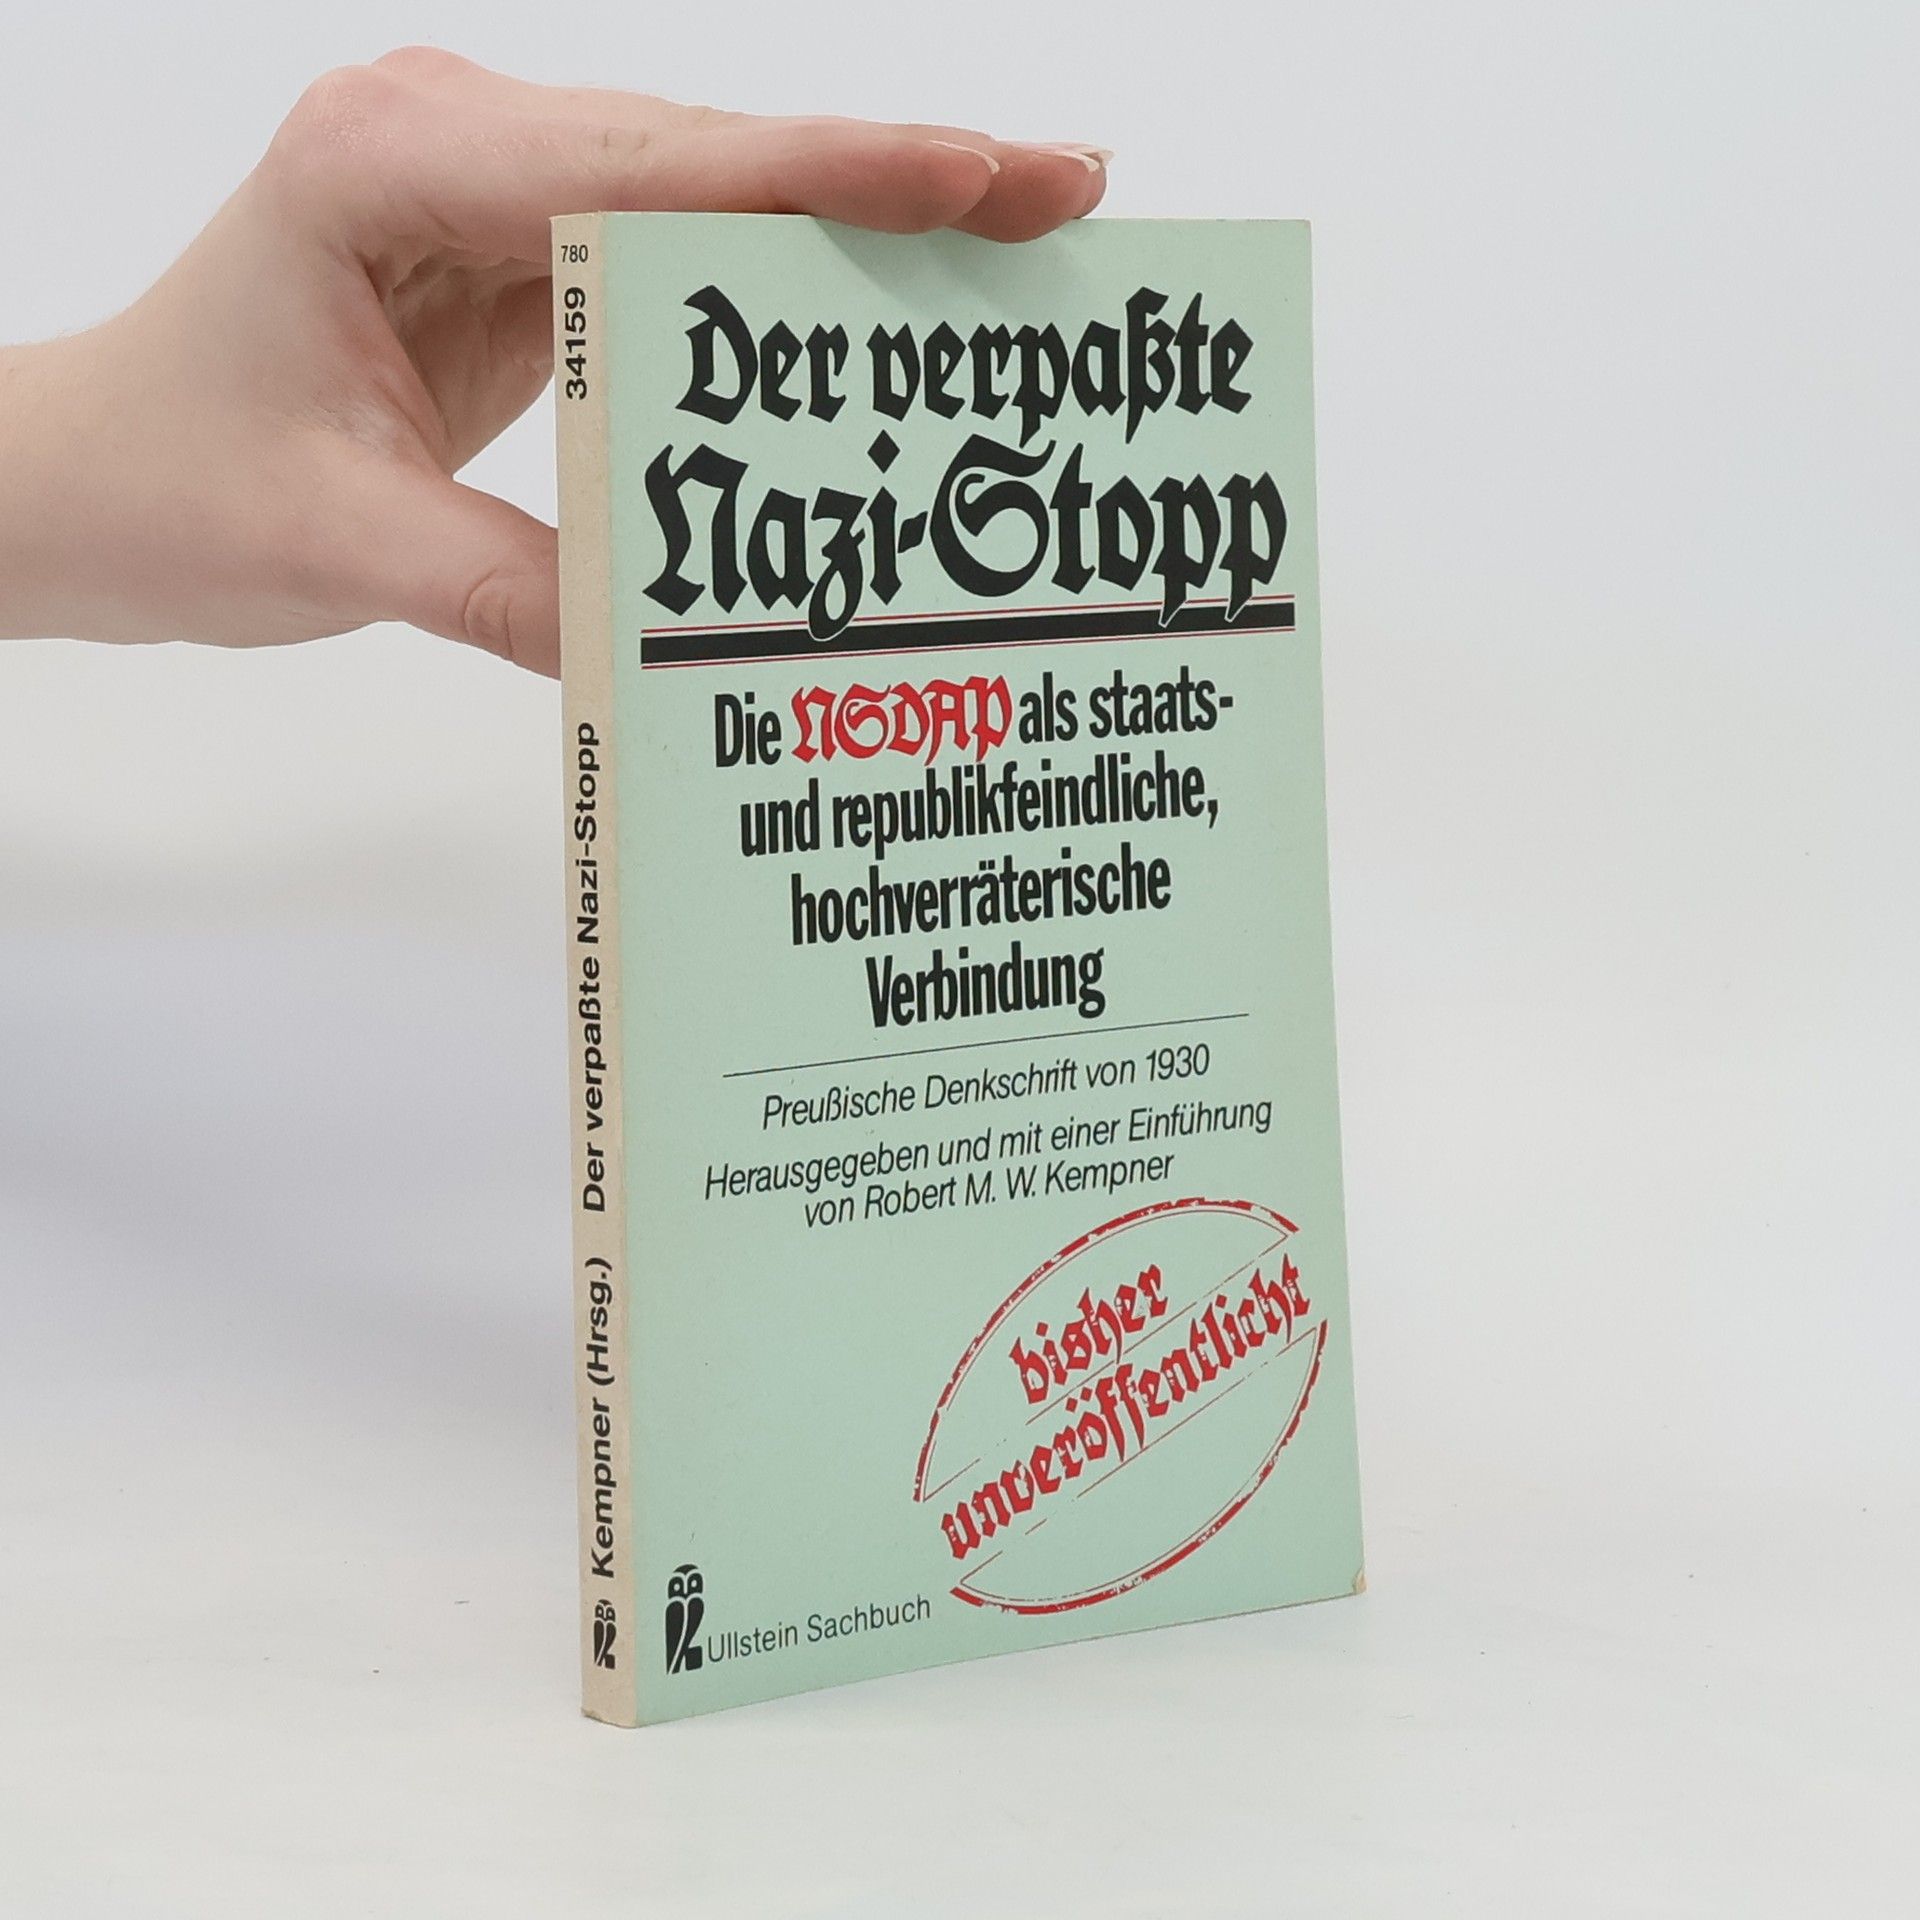 780
34159
Kempner (Hrsg.) Der verpaßte Nazi-Stopp
Der verpaßte
Nazi-Stopp
Die NSDAP als staats-
und republikfeindliche,
hochverräterische
Verbindung
Preußische Denkschrift von 1930
Herausgegeben und mit einer Einführung
von Robert M. W. Kempner
bisher
unveröffentlicht
Ullstein Sachbuch